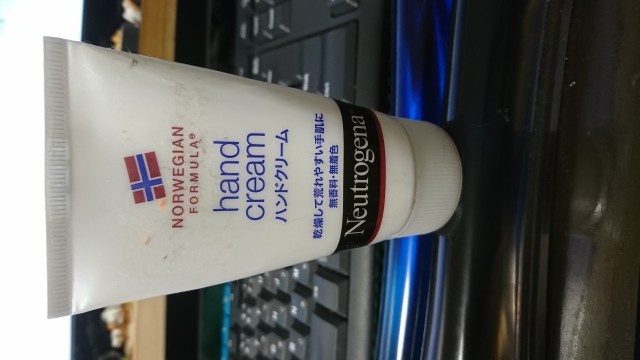 NORWEGIAN
FORMULA®
hand
cream
ハンドクリーム
乾燥して荒れやすい手肌に
無香料・無着色
Neutrogena®